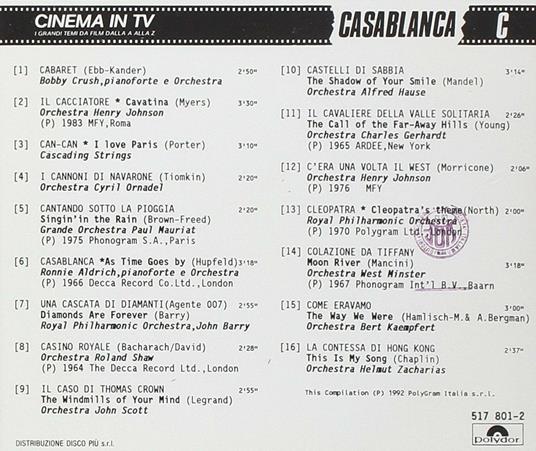 CINEMA IN TV
I GRANDI TEMI DA FILM DALLA A ALLA Z
CASABLANCA C
[1] CABARET (Ebb-Kander) 2'50"
Bobby Crush,pianoforte e Orchestra
[2] IL CACCIATORE * Cavatina (Myers) 3'30"
Orchestra Henry Johnson
(P) 1983 MFY,Roma
[3] CAN-CAN * I love Paris (Porter) 3'10"
Cascading Strings
[4] I CANNONI DI NAVARONE (Tiomkin) 2'20"
Orchestra Cyril Ornadel
[5] CANTANDO SOTTO LA PIOGGIA 2'20"
Singin'in the Rain (Brown-Freed)
Grande Orchestra Paul Mauriat
(P) 1975 Phonogram S.A.,Paris
[6] CASABLANCA *As Time Goes by (Hupfeld) 3'18"
Ronnie Aldrich,pianoforte e Orchestra
(P) 1966 Decca Record Co.Ltd.,London
[7] UNA CASCATA DI DIAMANTI(Agente 007) 2'55"
Diamonds Are Forever (Barry)
Royal Philharmonic Orchestra,John Barry
[8] CASINO ROYALE (Bacharach/David) 2'28"
Orchestra Roland Shaw
(P) 1964 The Decca Record Ltd.,London
[9] IL CASO DI THOMAS CROWN 2'55"
The Windmills of Your Mind (Legrand)
Orchestra John Scott
DISTRIBUZIONE DISCO PIÙ s.r.l.
[10] CASTELLI DI SABBIA 3'14"
The Shadow of Your Smile (Mandel)
Orchestra Alfred Hause
[11] IL CAVALIERE DELLA VALLE SOLITARIA 2'26"
The Call of the Far-Away Hills (Young)
Orchestra Charles Gerhardt
(P) 1965 ARDEE,New York
[12] C'ERA UNA VOLTA IL WEST (Morricone) 2'06"
Orchestra Henry Johnson
(P) 1976 MFY
[13] CLEOPATRA * Cleopatra's theme(North) 2'00"
Royal Philharmonic Orchestra
(P) 1970 Polygram Ltd.,London
[14] COLAZIONE DA TIFFANY 3'18"
Moon River (Mancini)
Orchestra West Minster
(P) 1967 Phonogram Int'l B.V.,Baarn
[15] COME ERAVAMO 3'00"
The Way We Were (Hamlisch-M.& A.Bergman)
Orchestra Bert Kaempfert
[16] LA CONTESSA DI HONG KONG 2'37"
This Is My Song (Chaplin)
Orchestra Helmut Zacharias
This Compilation (P) 1992 PolyGram Italia s.r.l.
517 801-2
Polydor